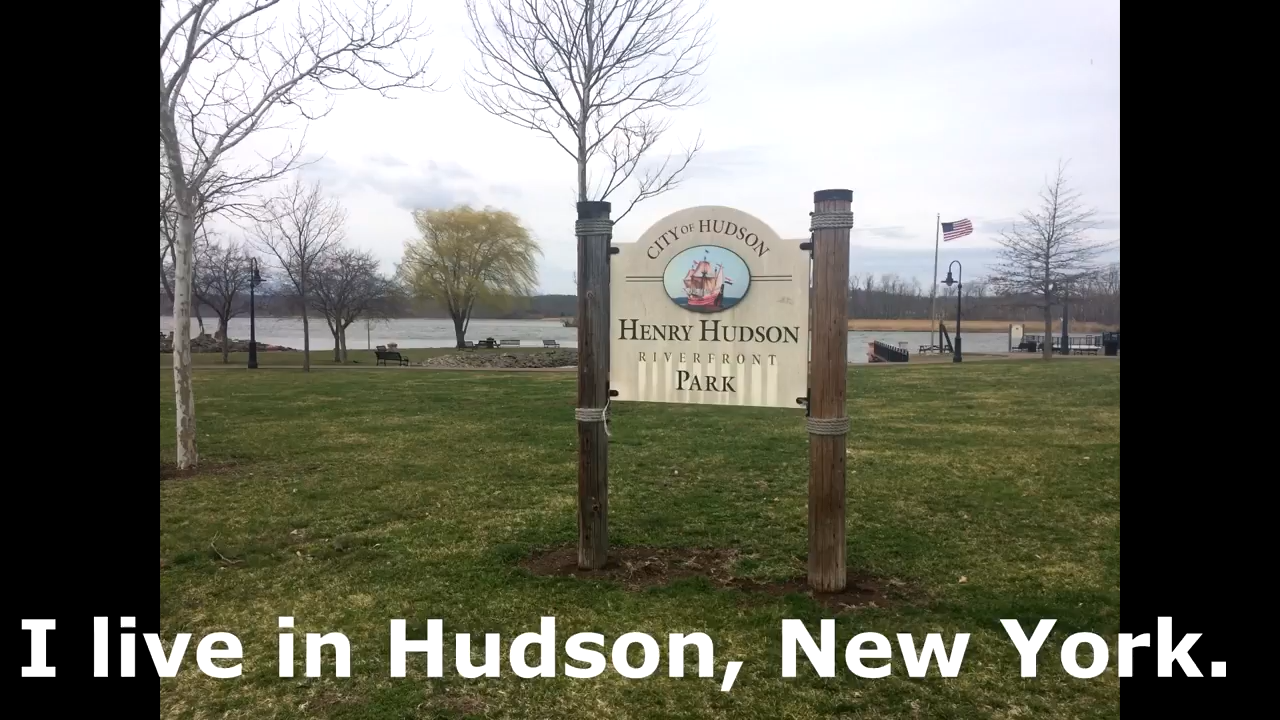 CITY OF HUDSON
HENRY HUDSON
RIVERFRONT
PARK
I live in Hudson, New York.